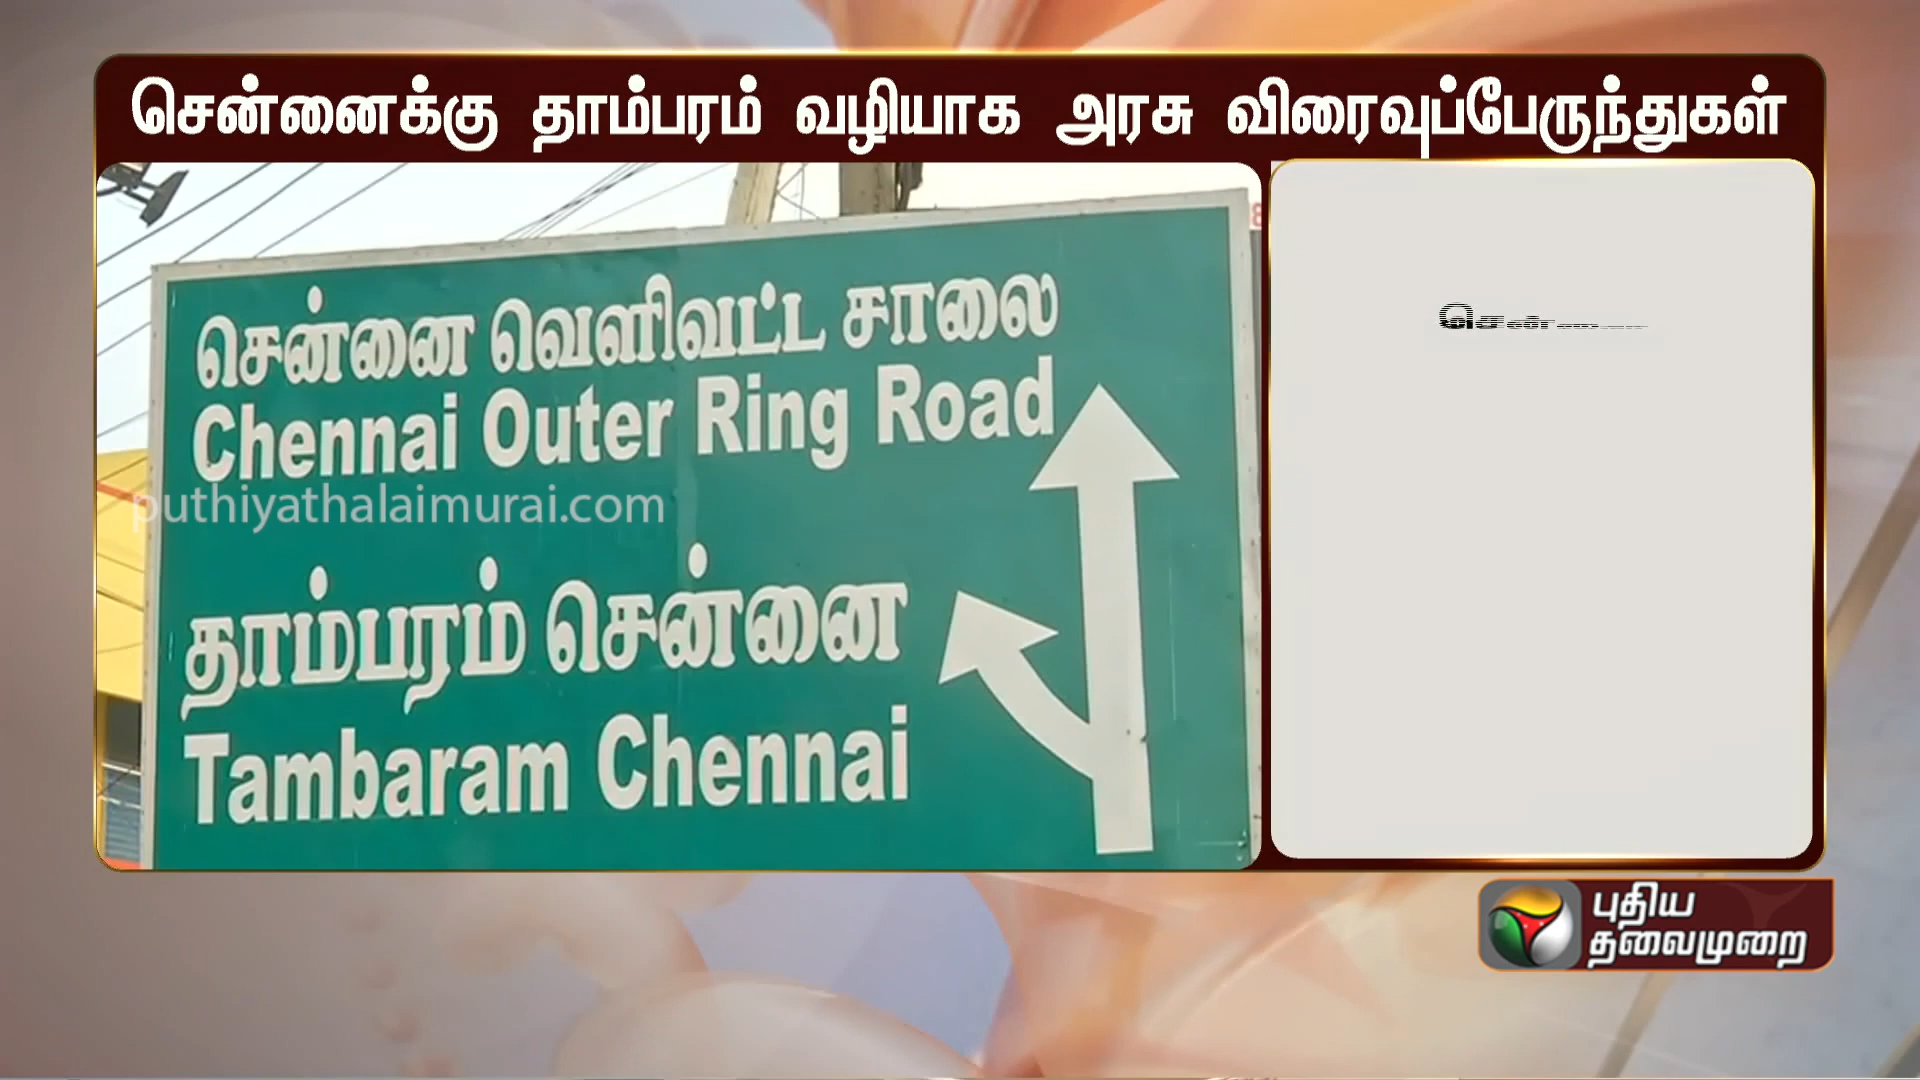 சென்னைக்கு தாம்பரம் வழியாக அரசு விரைவுப்பேருந்துகள்
சென்னை வெளிவட்ட சாலை
Chennai Outer Ring Road
puthiyathalaimurai.com
தாம்பரம் சென்னை
Tambaram Chennai
புதிய
தலைமுறை